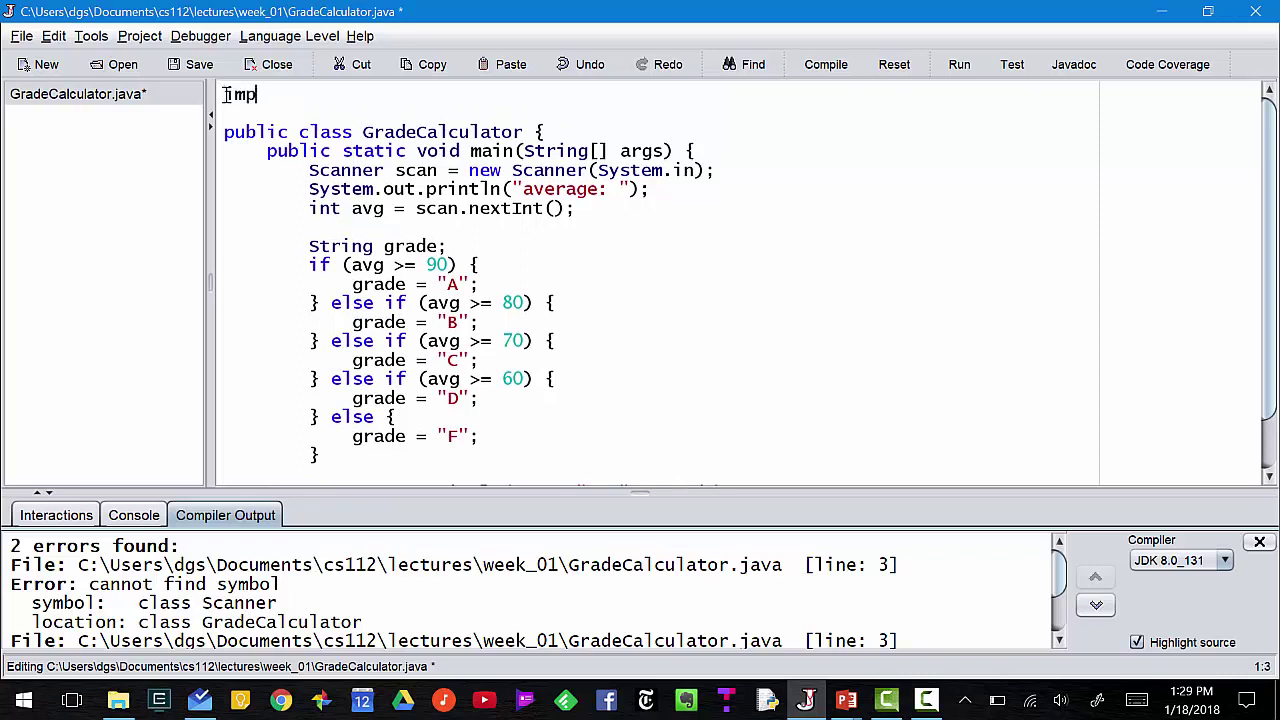 C:\Users\dgs\Documents\cs112\lectures\week_01\GradeCalculator.java *
File Edit Tools Project Debugger Language Level Help
New Open Save Close Cut Copy Paste Undo Redo Find Compile Reset Run Test Javadoc Code Coverage
GradeCalculator.java*
imp
public class GradeCalculator {
public static void main(String[] args) {
Scanner scan = new Scanner(System.in);
System.out.println("average: ");
int avg = scan.nextInt();
String grade;
if (avg >= 90) {
grade = "A";
} else if (avg >= 80) {
grade = "B";
} else if (avg >= 70) {
grade = "C";
} else if (avg >= 60) {
grade = "D";
} else {
grade = "F";
}
Interactions Console Compiler Output
2 errors found:
File: C:\Users\dgs\Documents\cs112\lectures\week_01\GradeCalculator.java [line: 3]
Error: cannot find symbol
symbol: class Scanner
location: class GradeCalculator
File: C:\Users\dgs\Documents\cs112\lectures\week_01\GradeCalculator.java [line: 3]
Compiler
JDK 8.0_131
Highlight source
Editing C:\Users\dgs\Documents\cs112\lectures\week_01\GradeCalculator.java *
1:3
12
1:29 PM
1/18/2018